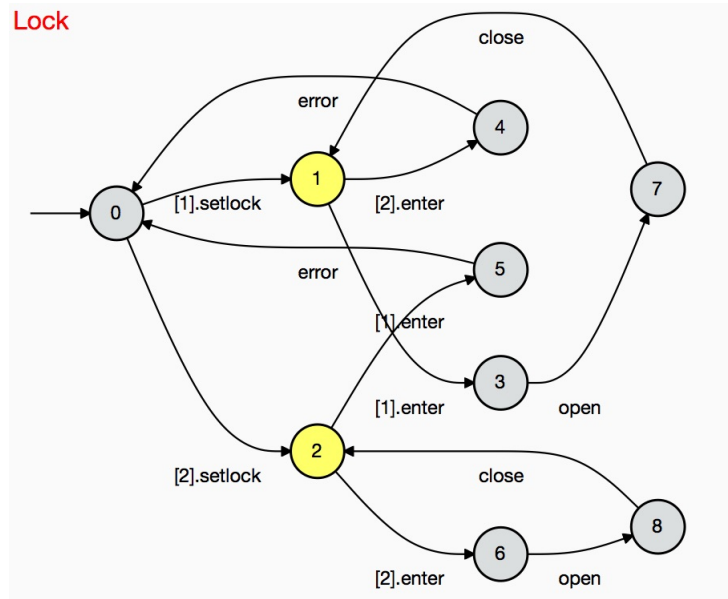 Lock
close
error
4
1
7
[1].setlock
[2].enter
0
5
error
[1].enter
3
[1].enter
open
2
[2].setlock
close
8
6
[2].enter
open